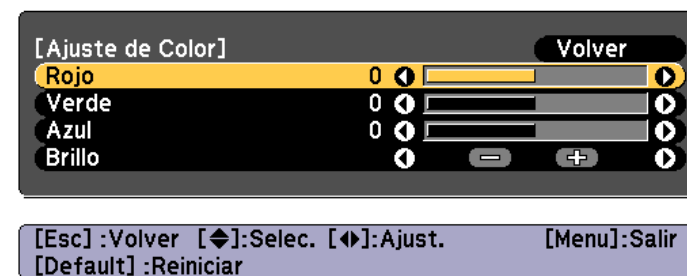 [Ajuste de Color] Volver
Rojo 0
Verde 0
Azul 0
Brillo
[Esc] :Volver [◆]:Selec. [◆]:Ajust. [Menu]:Salir
[Default] :Reiniciar